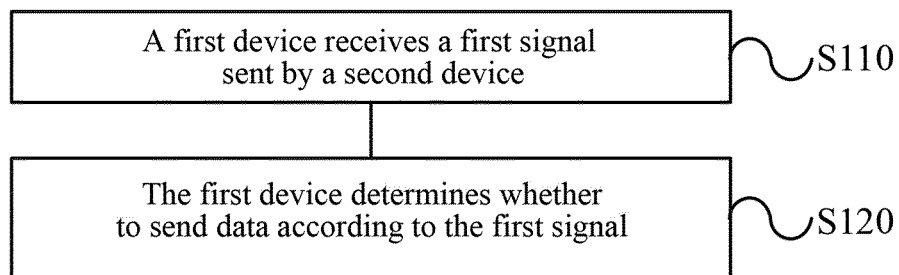 A first device receives a first signal
sent by a second device
S110
The first device determines whether
to send data according to the first signal
S120